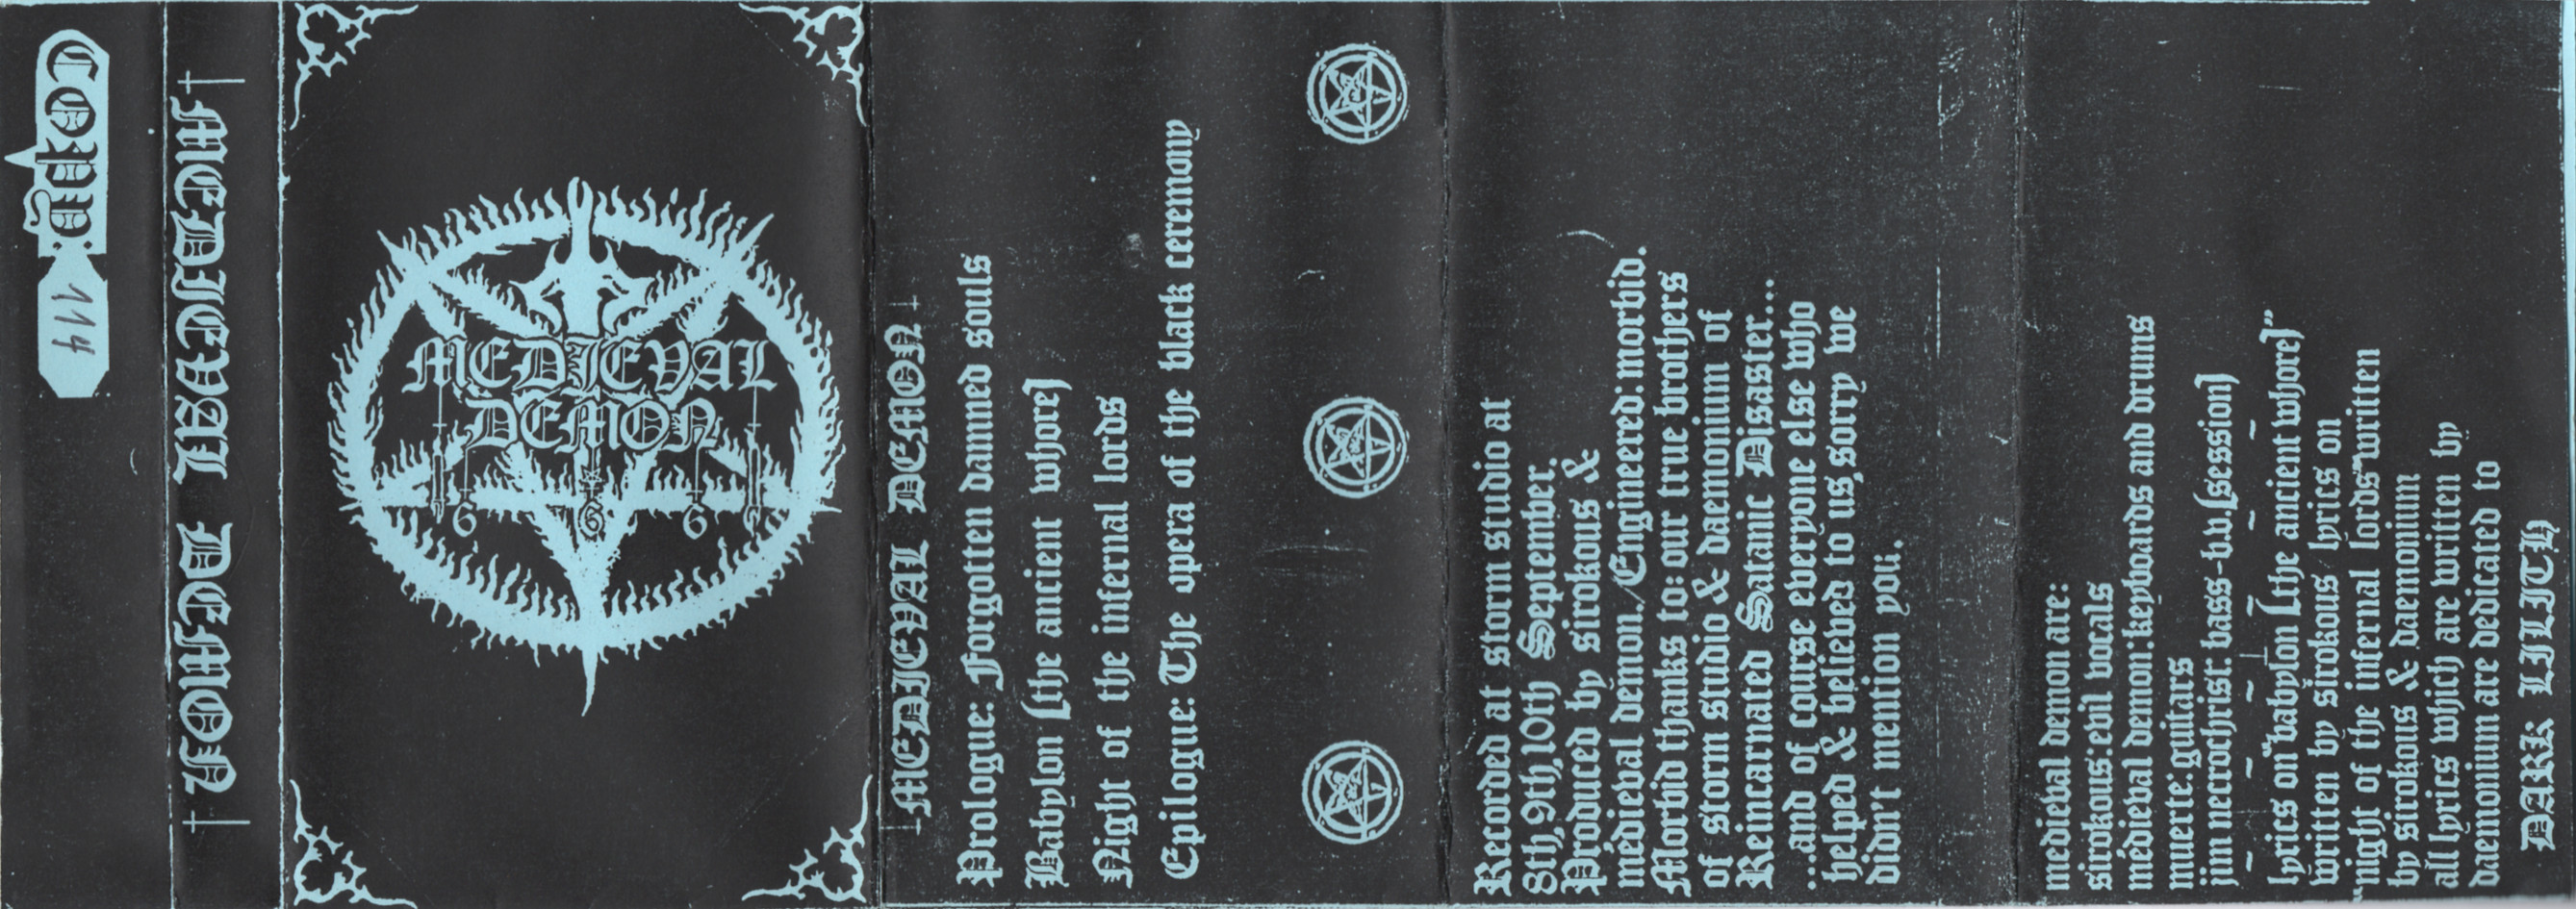 Copy:
114
MEDIEVAL DEMON
MEDIEVAL
DEMON
6 6 6
MEDIEVAL DEMON
Prologue: Forgotten damned souls
Babylon [the ancient whore]
Night of the infernal lords
Epilogue: The opera of the black ceremony
Recorded at storm studio at
8th,9th,10th September.
Produced by sirokous &
medieval demon./Engineered:morbid.
Morbid thanks to: our true brothers
of storm studio & daemonium of
Reincarnated Satanic Disaster...
...and of course everyone else who
helped & believed to us,sorry we
didn't mention you.
medieval demon are:
sirokous:evil vocals
medieval demon:keyboards and drums
muerte:guitars
jim necrochrist: bass-b.v.[session]
lyrics on"babylon [the ancient whore]"
written by sirokous lyrics on
"night of the infernal lords"written
by sirokous & daemonium
all lyrics which are written by
daemonium are dedicated to
DARK LILITH